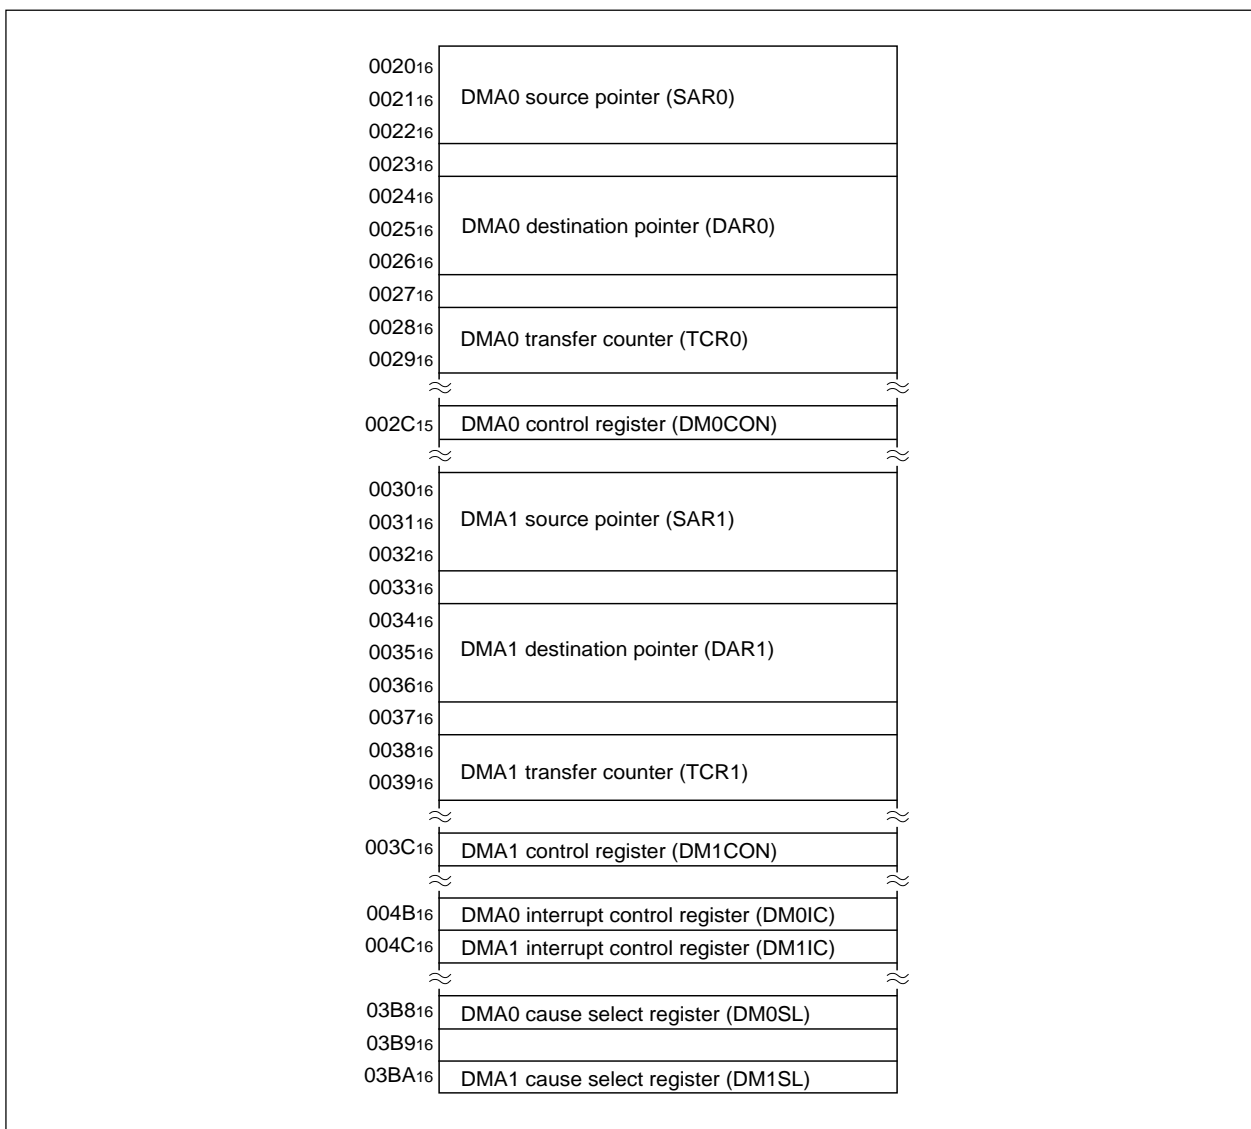 002016
002116 DMA0 source pointer (SAR0)
002216
002316
002416
002516 DMA0 destination pointer (DAR0)
002616
002716
002816
DMA0 transfer counter (TCR0)
002916
002C15 DMA0 control register (DM0CON)
003016
003116 DMA1 source pointer (SAR1)
003216
003316
003416
003516 DMA1 destination pointer (DAR1)
003616
003716
003816
003916 DMA1 transfer counter (TCR1)
003C16 DMA1 control register (DM1CON)
004B16 DMA0 interrupt control register (DM0IC)
004C16 DMA1 interrupt control register (DM1IC)
03B816 DMA0 cause select register (DM0SL)
03B916
03BA16 DMA1 cause select register (DM1SL)